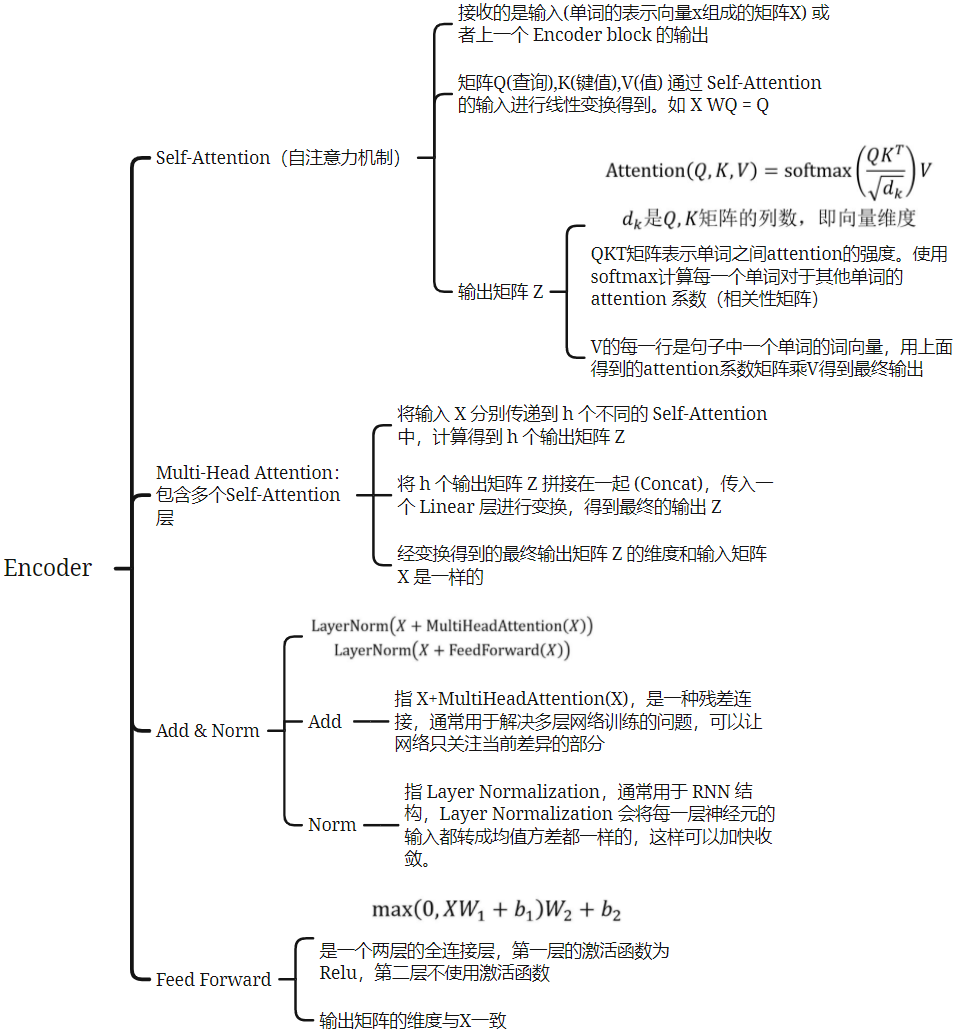 接收的是输入(单词的表示向量x组成的矩阵X) 或
者上一个 Encoder block 的输出
矩阵Q(查询),K(键值),V(值) 通过 Self-Attention
的输入进行线性变换得到。如 X WQ = Q
Self-Attention（自注意力机制）
Attention(Q, K, V) = softmax(QK^T/√d_k)V
d_k是Q, K矩阵的列数，即向量维度
QKT矩阵表示单词之间attention的强度。使用
softmax计算每一个单词对于其他单词的
attention 系数（相关性矩阵）
输出矩阵 Z
V的每一行是句子中一个单词的词向量，用上面
得到的attention系数矩阵乘V得到最终输出
将输入 X 分别传递到 h 个不同的 Self-Attention
中，计算得到 h 个输出矩阵 Z
Multi-Head Attention：
包含多个Self-Attention
层
将 h 个输出矩阵 Z 拼接在一起 (Concat)，传入一
个 Linear 层进行变换，得到最终的输出 Z
经变换得到的最终输出矩阵 Z 的维度和输入矩阵
X 是一样的
Encoder
LayerNorm(X + MultiHeadAttention(X))
LayerNorm(X + FeedForward(X))
Add & Norm
Add
指 X+MultiHeadAttention(X)，是一种残差连
接，通常用于解决多层网络训练的问题，可以让
网络只关注当前差异的部分
Norm
指 Layer Normalization，通常用于 RNN 结
构，Layer Normalization 会将每一层神经元的
输入都转成均值方差都一样的，这样可以加快收
敛。
max(0, XW_1 + b_1)W_2 + b_2
Feed Forward
是一个两层的全连接层，第一层的激活函数为
Relu，第二层不使用激活函数
输出矩阵的维度与X一致